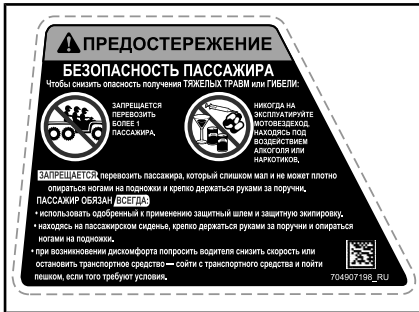 ПРЕДОСТЕРЕЖЕНИЕ
БЕЗОПАСНОСТЬ ПАССАЖИРА
Чтобы снизить опасность получения ТЯЖЕЛЫХ ТРАВМ или ГИБЕЛИ:
ЗАПРЕЩАЕТСЯ
ПЕРЕВОЗИТЬ
БОЛЕЕ 1
ПАССАЖИРА.
НИКОГДА НЕ
ЭКСПЛУАТИРУЙТЕ
МОТОВЕЗДЕХОД,
НАХОДЯСЬ ПОД
ВОЗДЕЙСТВИЕМ
АЛКОГОЛЯ ИЛИ
НАРКОТИКОВ.
ЗАПРЕЩАЕТСЯ перевозить пассажира, который слишком мал и не может плотно
опираться ногами на подножки и крепко держаться руками за поручни.
ПАССАЖИР ОБЯЗАН ВСЕГДА:
• использовать одобренный к применению защитный шлем и защитную экипировку.
• находясь на пассажирском сиденье, крепко держаться руками за поручни и опираться
ногами на подножки.
• при возникновении дискомфорта попросить водителя снизить скорость или
остановить транспортное средство — сойти с транспортного средства и пойти
пешком, если того требуют условия.
704907198_RU